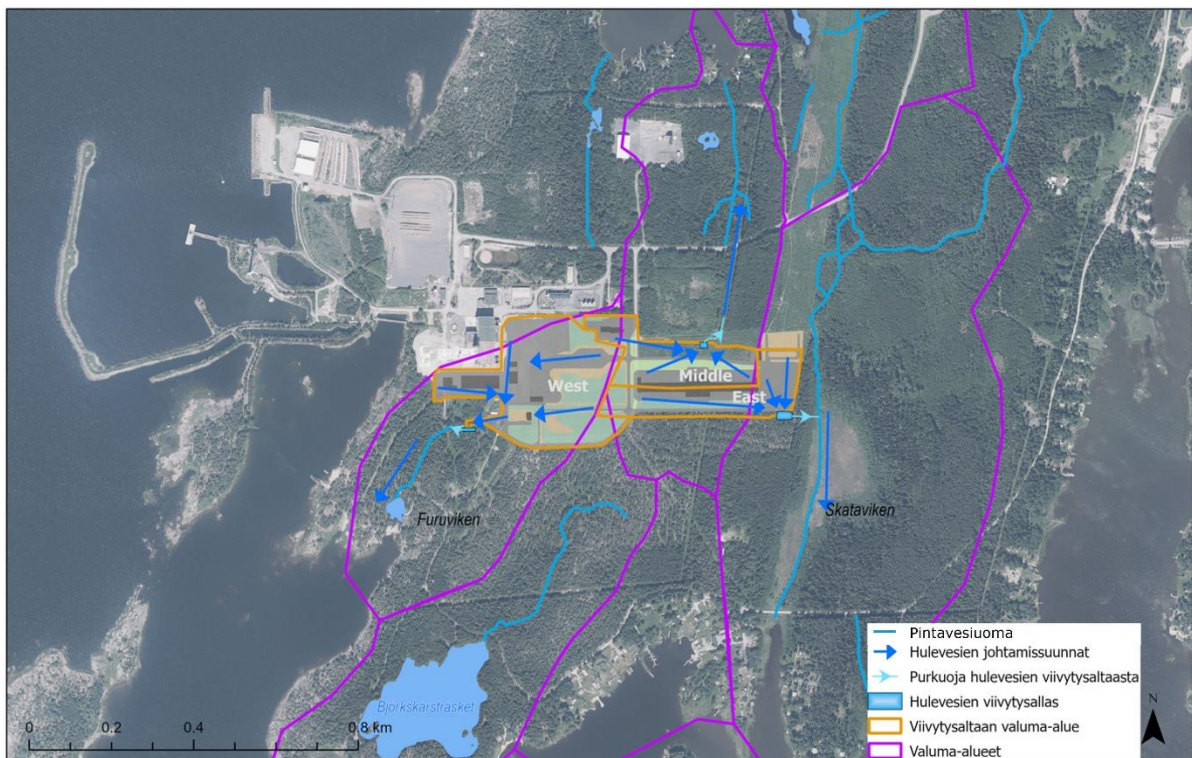 West
Middle
East
Furuviken
Skataviken
Björkskärsträsket
0 0.2 0.4 0.8 km
N
Pintavesiuoma
Hulevesien johtamissuunnat
Purkuoja hulevesien viivytysaltaasta
Hulevesien viivytysallas
Viivytysaltaan valuma-alue
Valuma-alueet